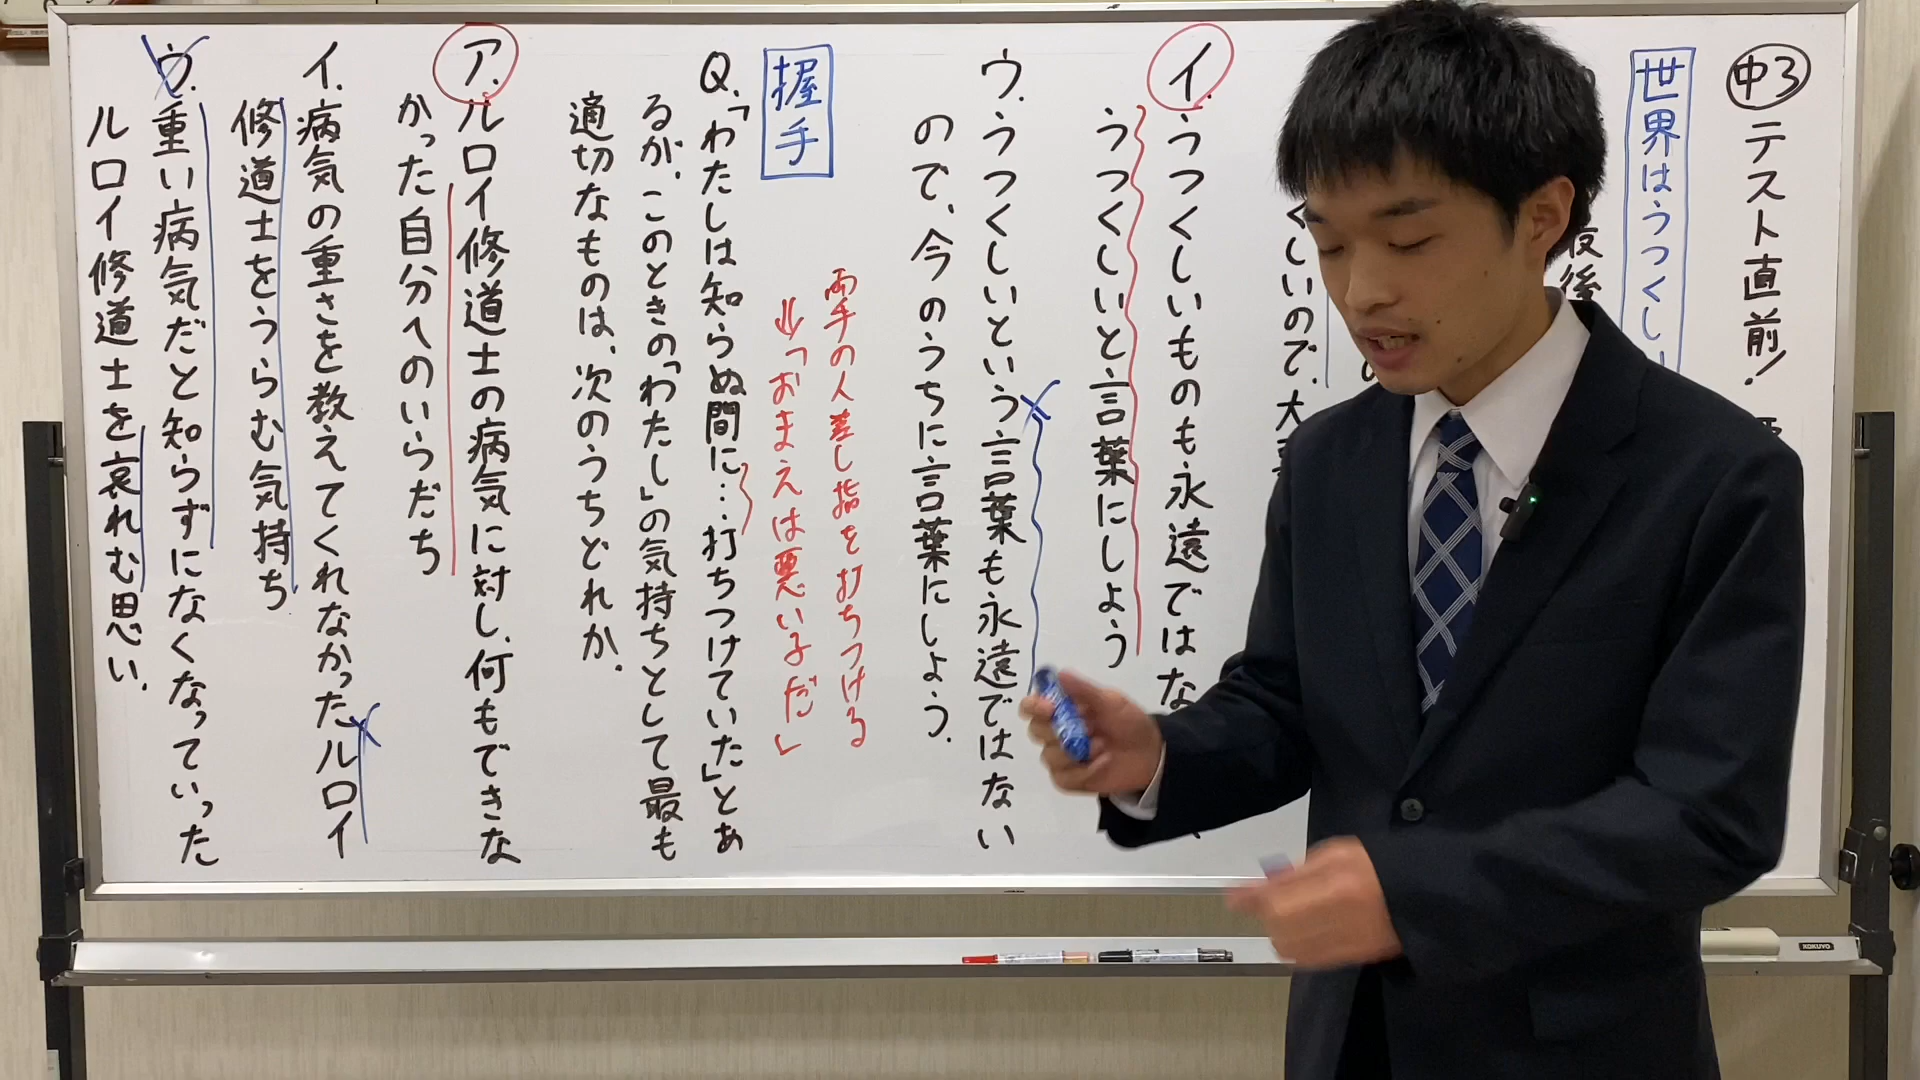 中3 テスト直前!
世界はうつくし
後
くしいので、大
イ.うつくしいものも永遠ではな
うつくしいと言葉にしよう
ウ.うつくしいという言葉も永遠ではない
ので、今のうちに言葉にしよう.
握手
両手の人差し指を打ちつける
⇓「おまえは悪い子だ」
Q.「わたしは知らぬ間に…打ちつけていた」とあ
るが、このときの「わたし」の気持ちとして最も
適切なものは、次のうちどれか.
ア.ルロイ修道士の病気に対し、何もできな
かった自分へのいらだち
イ.病気の重さを教えてくれなかったルロイ
修道士をうらむ気持ち
ウ.重い病気だと知らずになくなっていった
ルロイ修道士を哀れむ思い.
KOKUYO